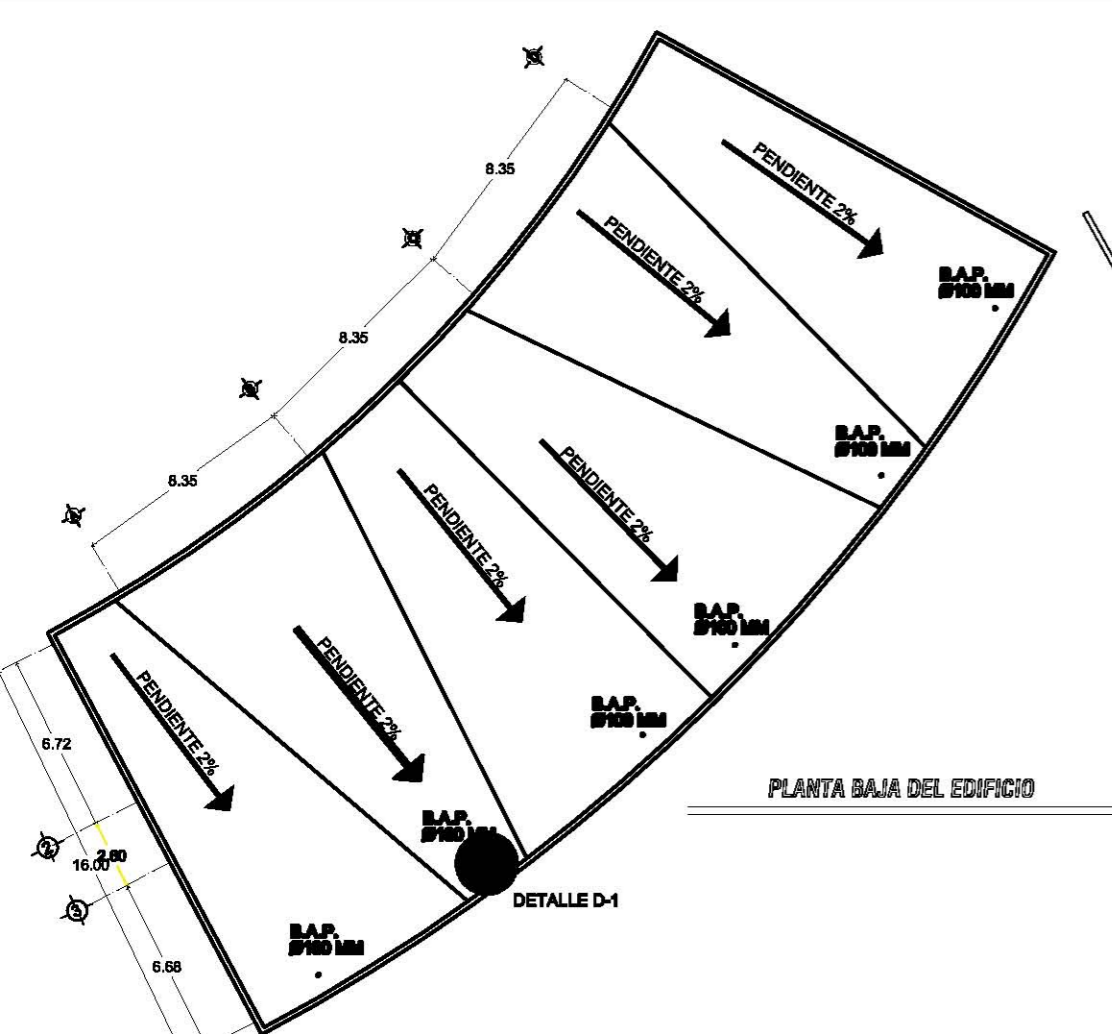 8.35
PENDIENTE 2%
PENDIENTE 2%
B.A.P.
Ø100 MM
8.35
8.35
B.A.P.
Ø100 MM
PENDIENTE 2%
PENDIENTE 2%
B.A.P.
Ø100 MM
PENDIENTE 2%
PENDIENTE 2%
B.A.P.
Ø100 MM
6.72
PLANTA BAJA DEL EDIFICIO
B.A.P.
Ø100 MM
2
16.00
2.60
3
DETALLE D-1
B.A.P.
Ø100 MM
6.68